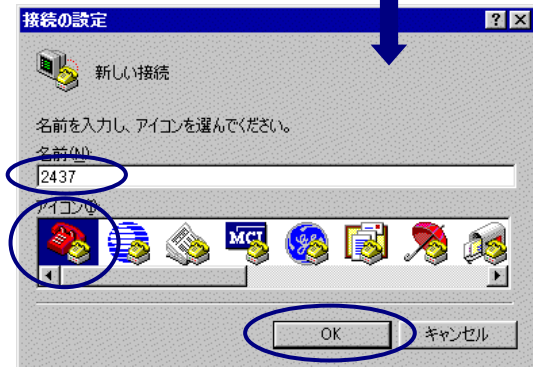 接続の設定
新しい接続
名前を入力し、アイコンを選んでください。
名前(N):
2437
アイコン(I):
MCI
OK
キャンセル